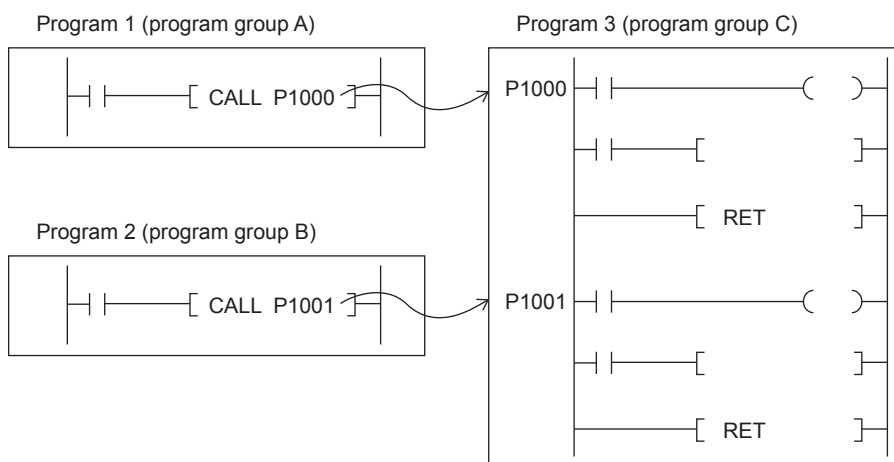 Program 1 (program group A)
CALL P1000
Program 2 (program group B)
CALL P1001
Program 3 (program group C)
P1000
RET
P1001
RET